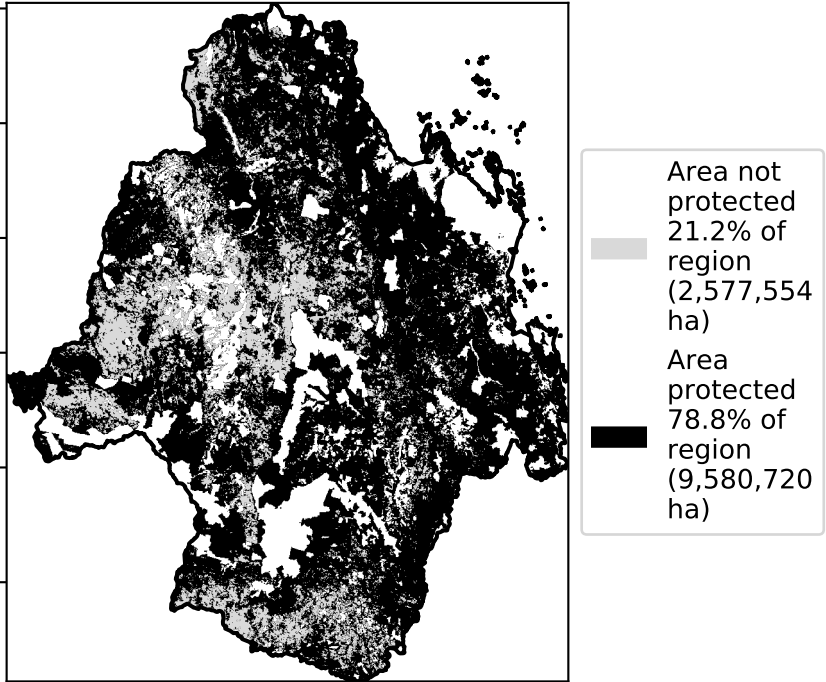 Area not
protected
21.2% of
region
(2,577,554
ha)
Area
protected
78.8% of
region
(9,580,720
ha)